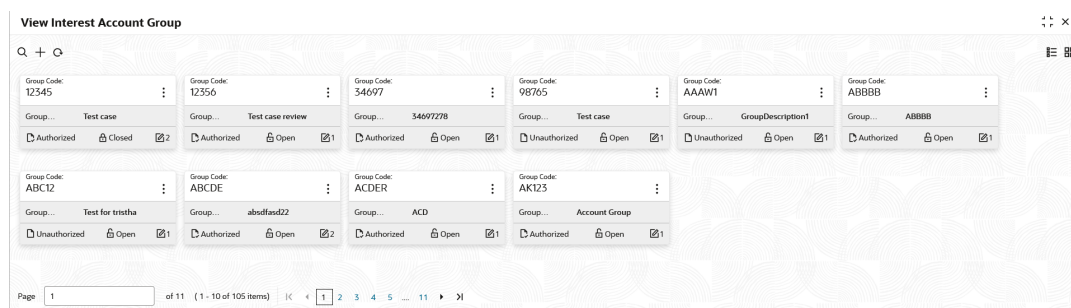 View Interest Account Group
Group Code: Group Code: Group Code: Group Code: Group Code: Group Code:
12345 12356 34697 98765 AAAW1 ABBBB
Group... Test case Group... Test case review Group... 34697278 Group... Test case Group... GroupDescription1 Group... ABBBB
Authorized Closed 2 Authorized Open 1 Authorized Open 1 Unauthorized Open 1 Unauthorized Open 1 Authorized Open 1
Group Code: Group Code: Group Code: Group Code:
ABC12 ABCDE ACDER AK123
Group... Test for tristha Group... absdfasd22 Group... ACD Group... Account Group
Unauthorized Open 1 Authorized Open 2 Authorized Open 1 Authorized Open 1
Page 1 of 11 (1 - 10 of 105 items) 1 2 3 4 5 .... 11